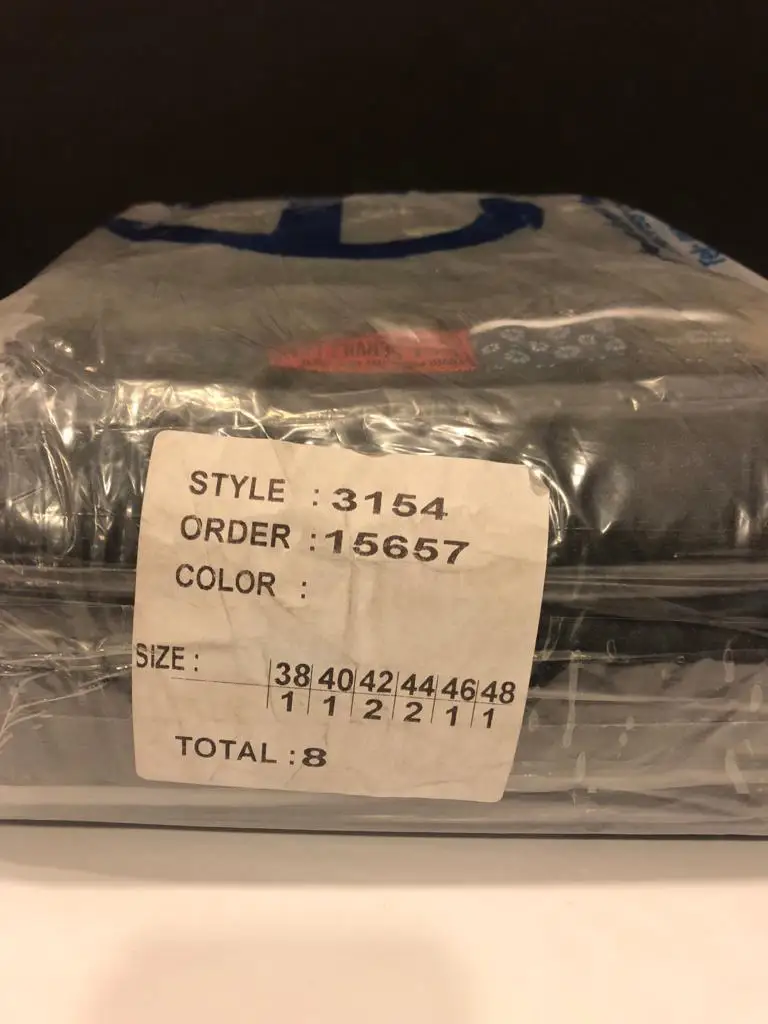 STYLE : 3154
ORDER : 15657
COLOR :
SIZE : 38 40 42 44 46 48
1 1 2 2 1 1
TOTAL : 8